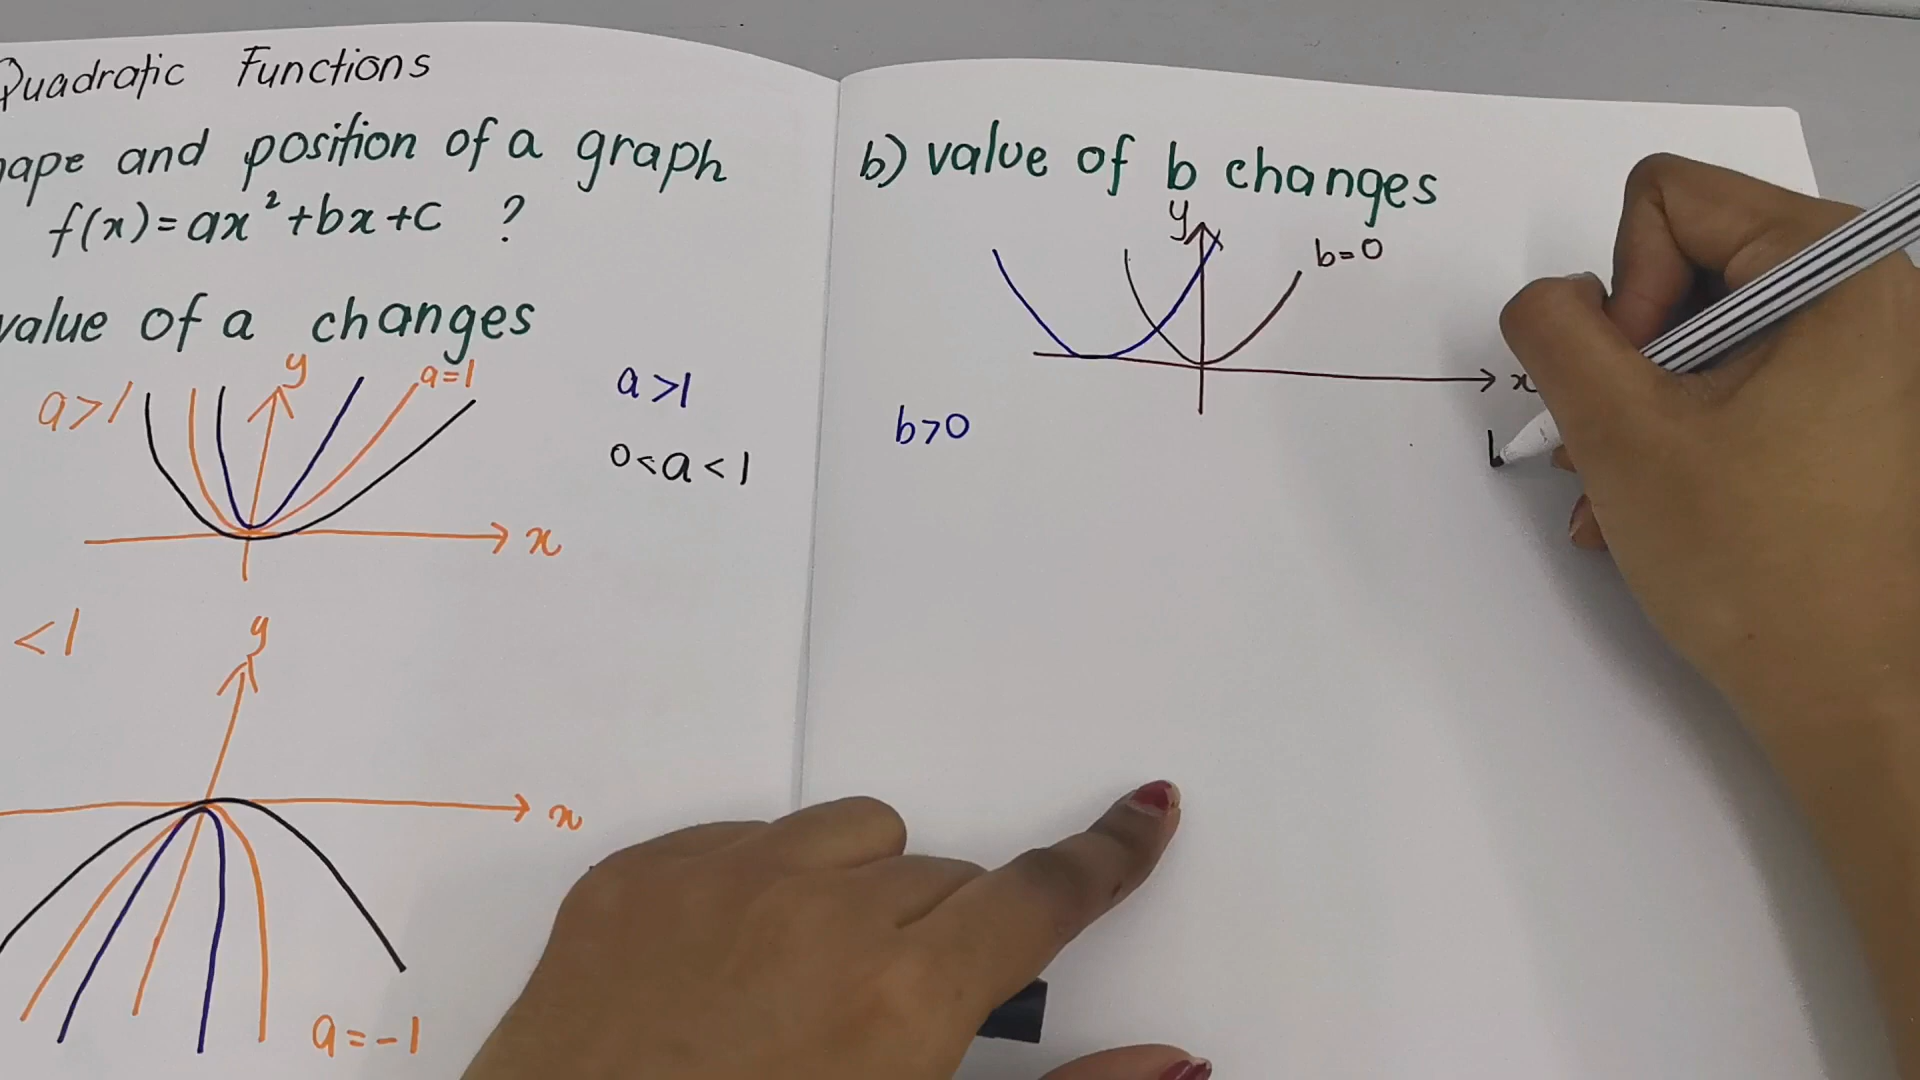 Quadratic Functions
and position of a graph
f(x)=ax²+bx+c ?
value of a changes
a>1
y
a=1
a>1
0<a<1
x
<1
y
x
a=-1
b) value of b changes
y
b=0
x
b>0